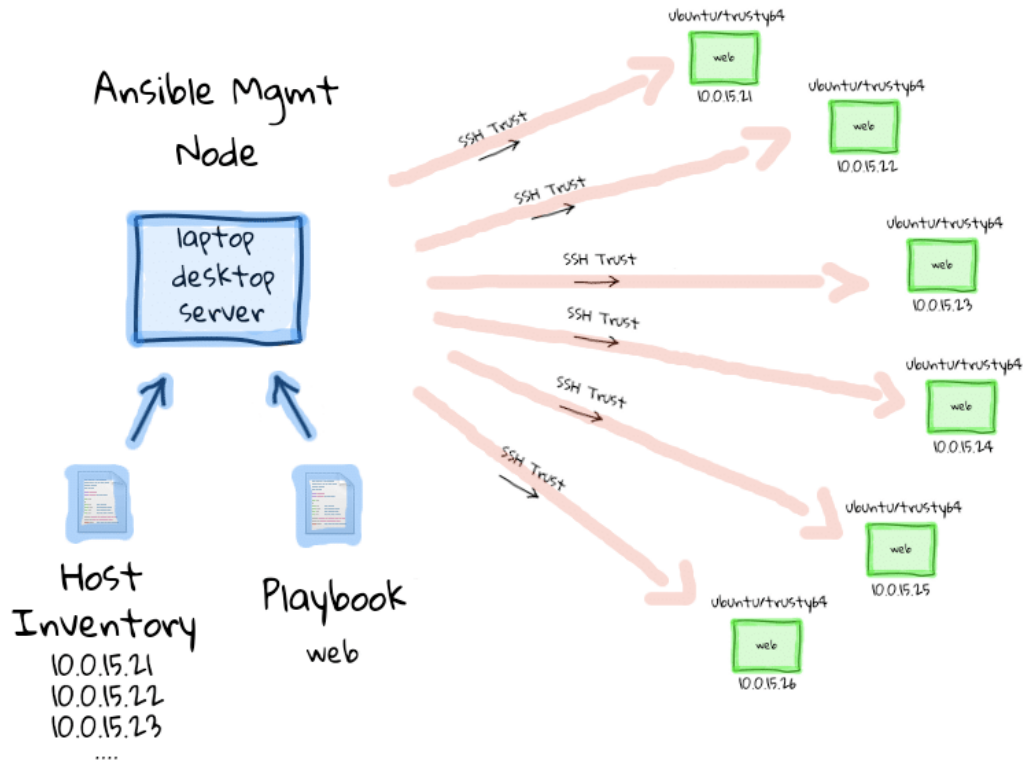 Ansible Mgmt
Node
laptop
desktop
server
Host
Inventory
10.0.15.21
10.0.15.22
10.0.15.23
....
Playbook
web
SSH Trust
SSH Trust
SSH Trust
SSH Trust
SSH Trust
SSH Trust
ubuntu/trusty64
web
10.0.15.21
ubuntu/trusty64
web
10.0.15.22
ubuntu/trusty64
web
10.0.15.23
ubuntu/trusty64
web
10.0.15.24
ubuntu/trusty64
web
10.0.15.25
ubuntu/trusty64
web
10.0.15.26